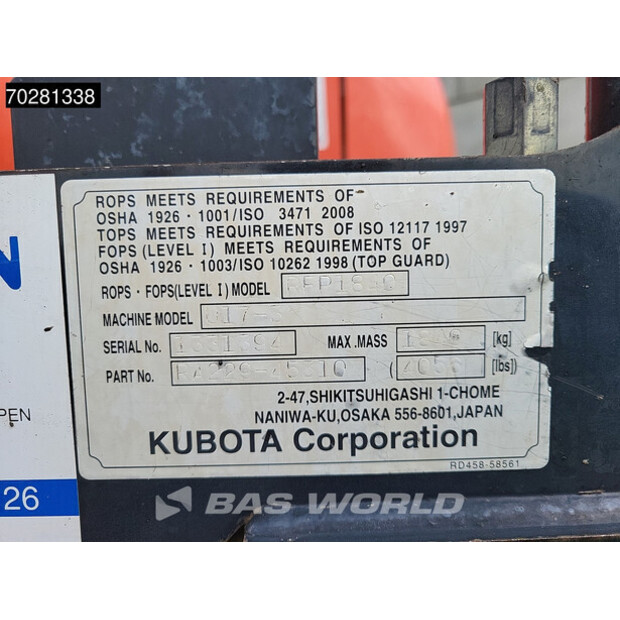 70281338
ROPS MEETS REQUIREMENTS OF
OSHA 1926・1001/ISO 3471 2008
TOPS MEETS REQUIREMENTS OF ISO 12117 1997
FOPS (LEVEL I) MEETS REQUIREMENTS OF
OSHA 1926・1003/ISO 10262 1998 (TOP GUARD)
ROPS・FOPS(LEVEL I) MODEL
MACHINE MODEL
SERIAL No. MAX.MASS [kg]
PART No. RA229-45310 [lbs]
2-47,SHIKITSUHIGASHI 1-CHOME
NANIWA-KU,OSAKA 556-8601,JAPAN
KUBOTA Corporation
RD458-58561
N
PEN
26
BAS WORLD